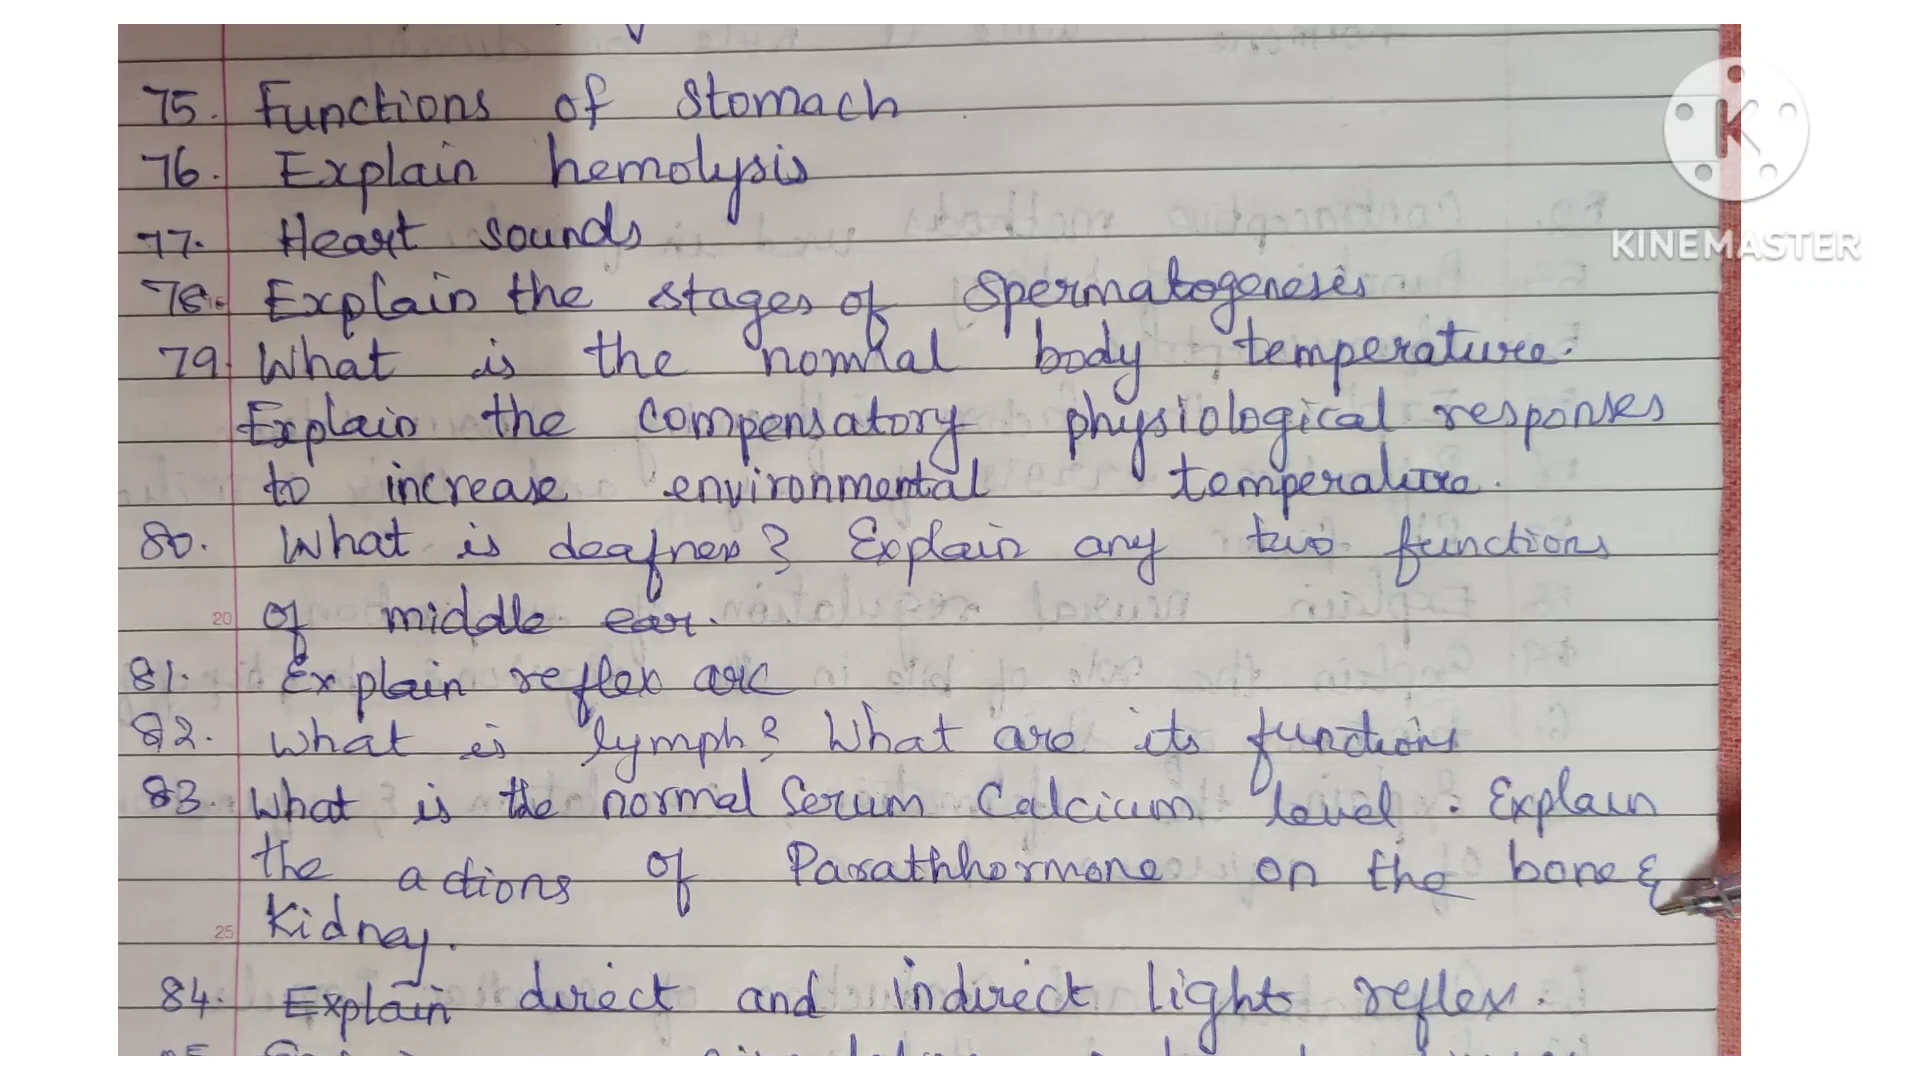 75. Functions of Stomach
76. Explain hemolysis
77. Heart sounds
78. Explain the stages of Spermatogenesis.
79. What is the normal body temperature.
Explain the compensatory physiological responses
to increase environmental temperature.
80. What is deafness? Explain any two functions
20 of middle ear.
81. Explain reflex arc
82. What is lymph? What are its functions
83. What is the normal Serum Calcium level. Explain
the actions of Parathhormone on the bone &
25 Kidney.
84. Explain direct and indirect light reflex.
KINEMASTER